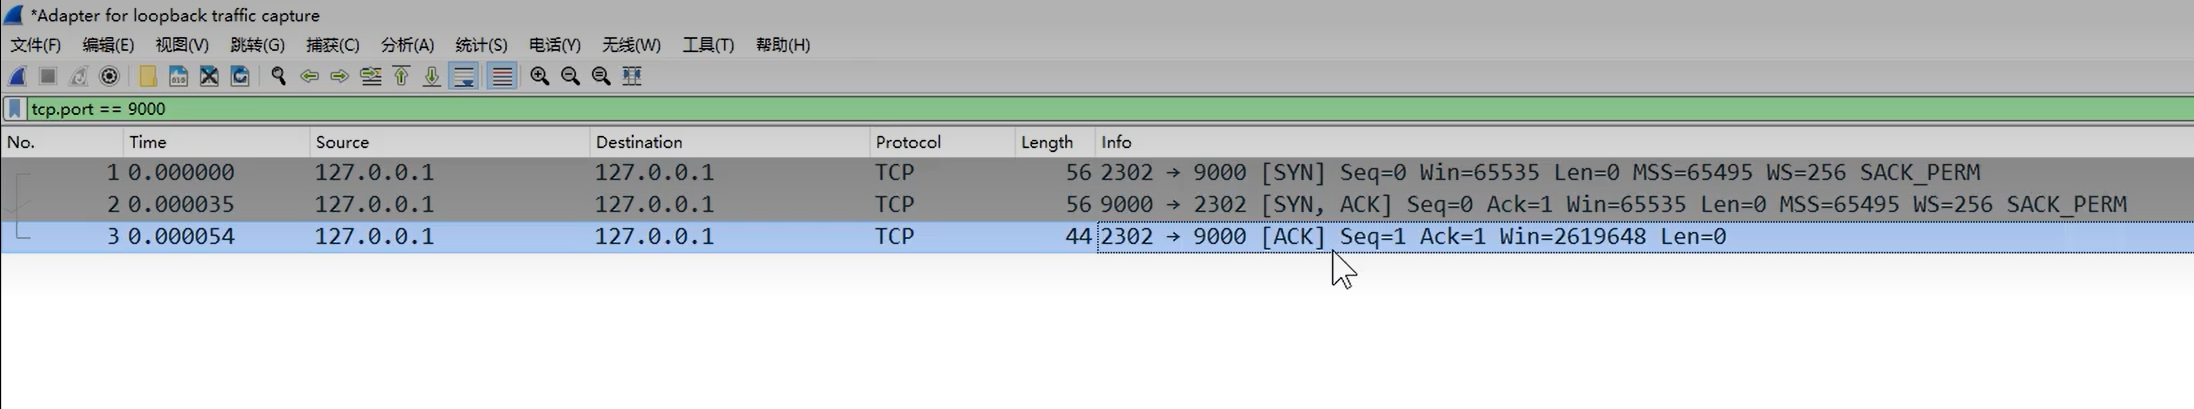 *Adapter for loopback traffic capture
文件(F) 编辑(E) 视图(V) 跳转(G) 捕获(C) 分析(A) 统计(S) 电话(Y) 无线(W) 工具(T) 帮助(H)
tcp.port == 9000
No. Time Source Destination Protocol Length Info
1 0.000000 127.0.0.1 127.0.0.1 TCP 56 2302 → 9000 [SYN] Seq=0 Win=65535 Len=0 MSS=65495 WS=256 SACK_PERM
2 0.000035 127.0.0.1 127.0.0.1 TCP 56 9000 → 2302 [SYN, ACK] Seq=0 Ack=1 Win=65535 Len=0 MSS=65495 WS=256 SACK_PERM
3 0.000054 127.0.0.1 127.0.0.1 TCP 44 2302 → 9000 [ACK] Seq=1 Ack=1 Win=2619648 Len=0